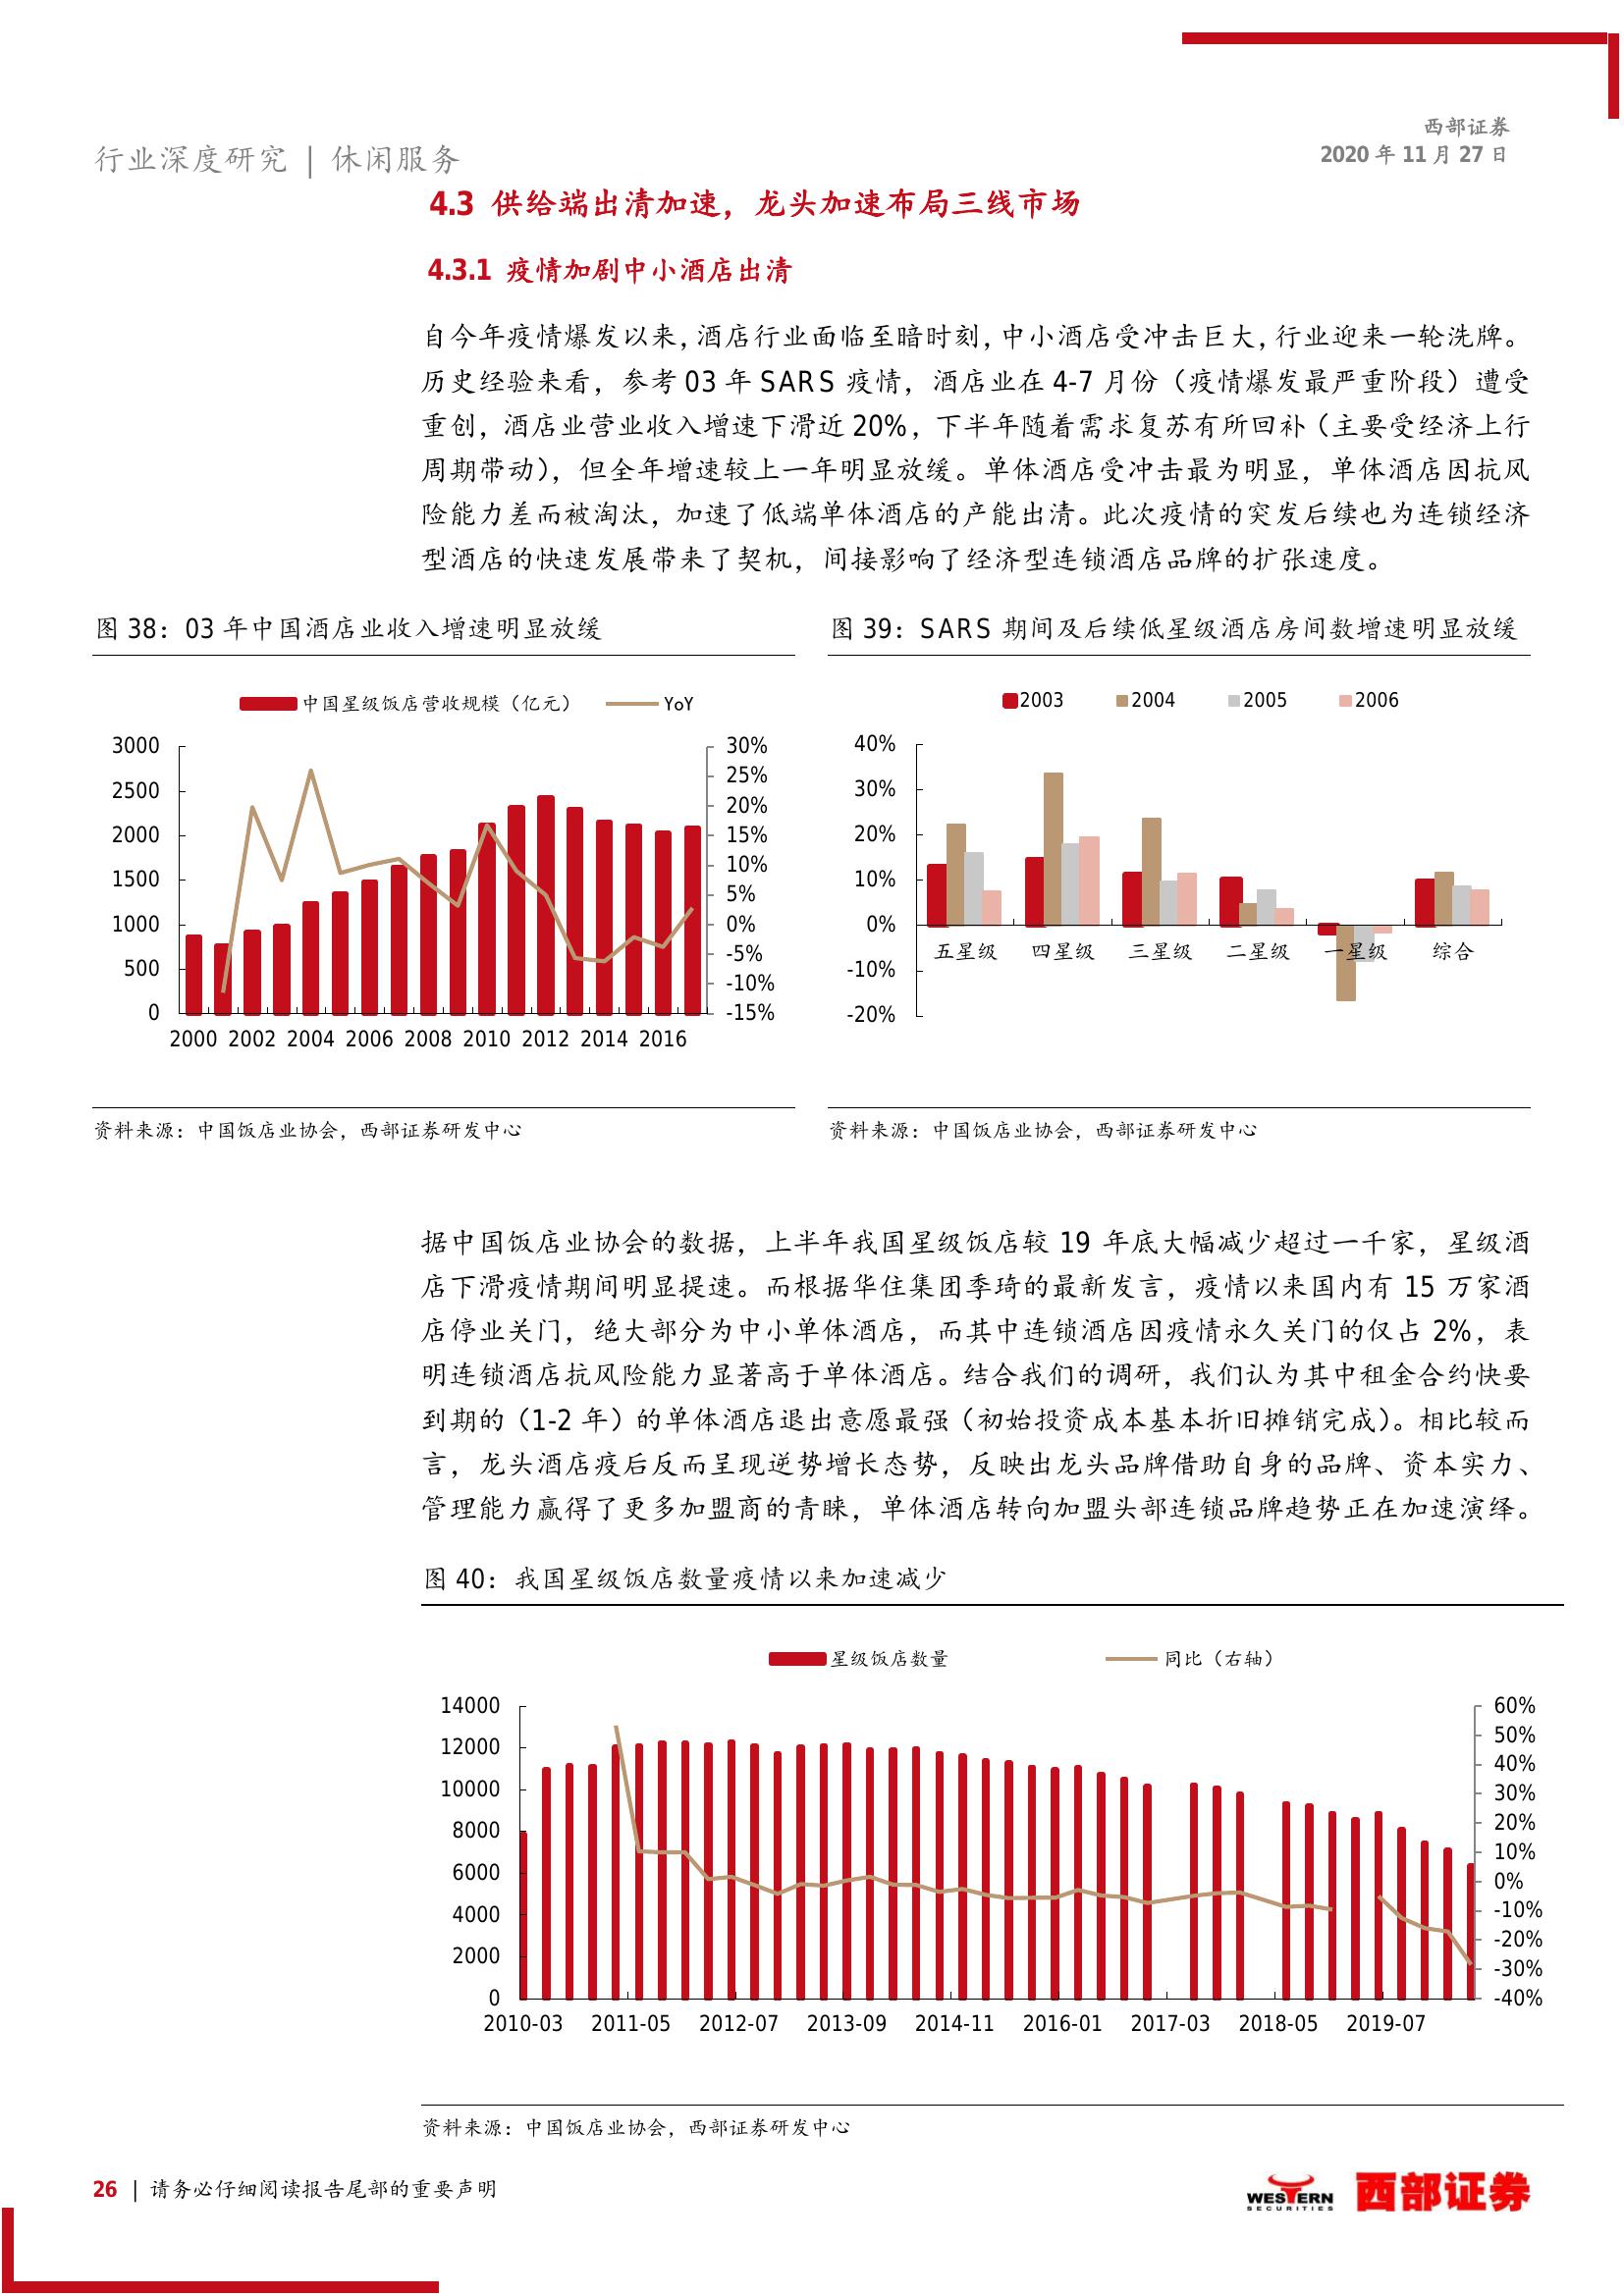 西部证券
行业深度研究 | 休闲服务
2020 年 11 月 27 日
4.3 供给端出清加速，龙头加速布局三线市场
4.3.1 疫情加剧中小酒店出清
自今年疫情爆发以来，酒店行业面临至暗时刻，中小酒店受冲击巨大，行业迎来一轮洗牌。
历史经验来看，参考 03 年 SARS 疫情，酒店业在 4-7 月份（疫情爆发最严重阶段）遭受
重创，酒店业营业收入增速下滑近 20%，下半年随着需求复苏有所回补（主要受经济上行
周期带动），但全年增速较上一年明显放缓。单体酒店受冲击最为明显，单体酒店因抗风
险能力差而被淘汰，加速了低端单体酒店的产能出清。此次疫情的突发后续也为连锁经济
型酒店的快速发展带来了契机，间接影响了经济型连锁酒店品牌的扩张速度。
图 38：03 年中国酒店业收入增速明显放缓
中国星级饭店营收规模（亿元） YoY
3000 30%
25%
2500 20%
2000 15%
1500 10%
5%
1000 0%
500 -5%
-10%
0 -15%
2000 2002 2004 2006 2008 2010 2012 2014 2016
资料来源：中国饭店业协会，西部证券研发中心
图 39：SARS 期间及后续低星级酒店房间数增速明显放缓
2003 2004 2005 2006
40%
30%
20%
10%
0%
五星级 四星级 三星级 二星级 一星级 综合
-10%
-20%
资料来源：中国饭店业协会，西部证券研发中心
据中国饭店业协会的数据，上半年我国星级饭店较 19 年底大幅减少超过一千家，星级酒
店下滑疫情期间明显提速。而根据华住集团季琦的最新发言，疫情以来国内有 15 万家酒
店停业关门，绝大部分为中小单体酒店，而其中连锁酒店因疫情永久关门的仅占 2%，表
明连锁酒店抗风险能力显著高于单体酒店。结合我们的调研，我们认为其中租金合约快要
到期的（1-2 年）的单体酒店退出意愿最强（初始投资成本基本折旧摊销完成）。相比较而
言，龙头酒店疫后反而呈现逆势增长态势，反映出龙头品牌借助自身的品牌、资本实力、
管理能力赢得了更多加盟商的青睐，单体酒店转向加盟头部连锁品牌趋势正在加速演绎。
图 40：我国星级饭店数量疫情以来加速减少
星级饭店数量 同比（右轴）
14000 60%
12000 50%
40%
10000 30%
8000 20%
10%
6000 0%
4000 -10%
-20%
2000 -30%
0 -40%
2010-03 2011-05 2012-07 2013-09 2014-11 2016-01 2017-03 2018-05 2019-07
资料来源：中国饭店业协会，西部证券研发中心
26 | 请务必仔细阅读报告尾部的重要声明
WESTERN
SECURITIES
西部证券